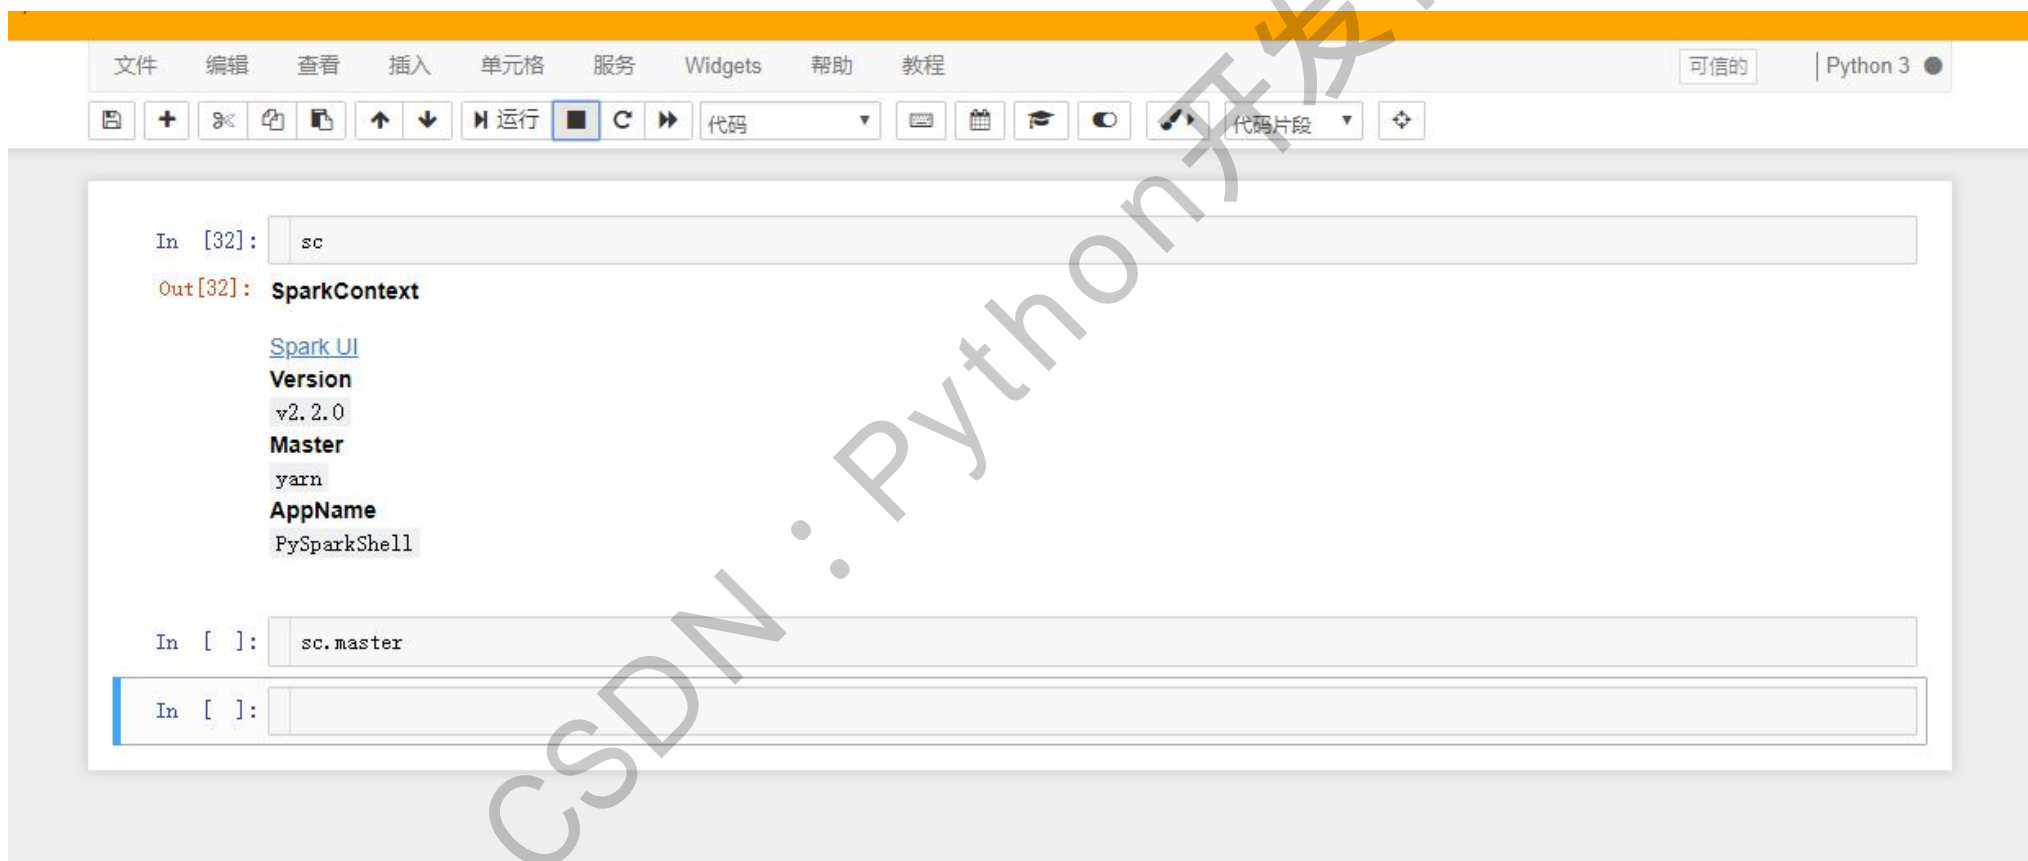 文件 编辑 查看 插入 单元格 服务 Widgets 帮助 教程 可信的 Python 3
运行 代码 代码片段
In [32]: sc
Out[32]: SparkContext
Spark UI
Version
v2.2.0
Master
yarn
AppName
PySparkShell
In [ ]: sc.master
In [ ]:
CSDN：Python开发